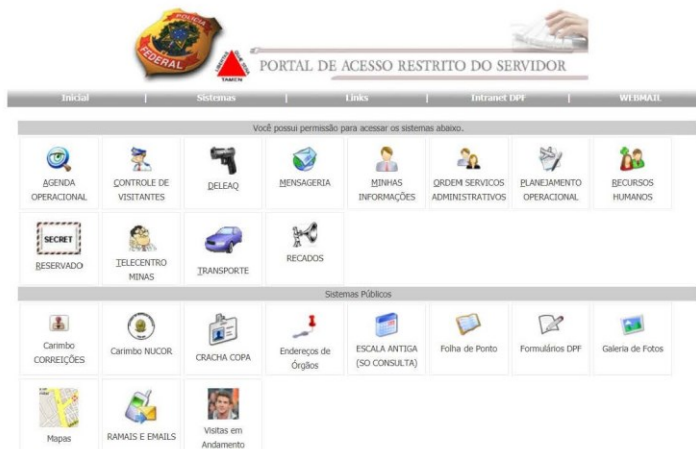 POLÍCIA
FEDERAL
PORTAL DE ACESSO RESTRITO DO SERVIDOR
Inicial | Sistemas | Links | Intranet DPF | WEBMAIL
Você possui permissão para acessar os sistemas abaixo.
AGENDA OPERACIONAL
CONTROLE DE VISITANTES
DELEAQ
MENSAGERIA
MINHAS INFORMAÇÕES
ORDEM SERVICOS ADMINISTRATIVOS
PLANEJAMENTO OPERACIONAL
RECURSOS HUMANOS
SECRET
RESERVADO
TELECENTRO MINAS
TRANSPORTE
RECADOS
Sistemas Públicos
Carimbo CORREIÇÕES
Carimbo NUCOR
CRACHA COPA
Endereços de Órgãos
ESCALA ANTIGA (SO CONSULTA)
Folha de Ponto
Formulários DPF
Galeria de Fotos
Mapas
RAMAIS E EMAILS
Visitas em Andamento